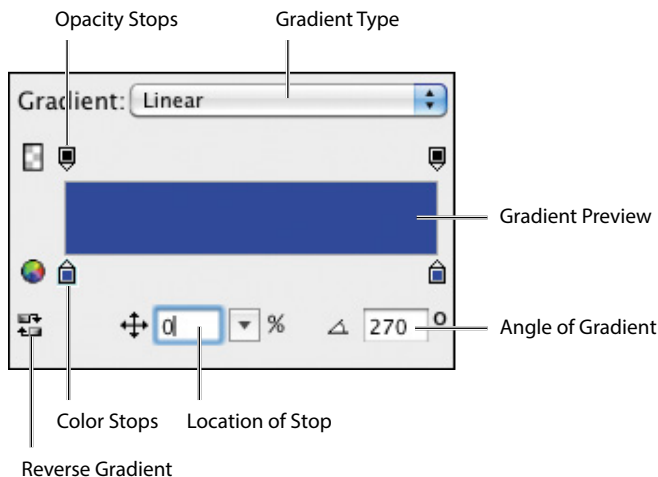 Opacity Stops
Gradient Type
Gradient: Linear
Gradient Preview
0 % 270 °
Angle of Gradient
Color Stops
Location of Stop
Reverse Gradient